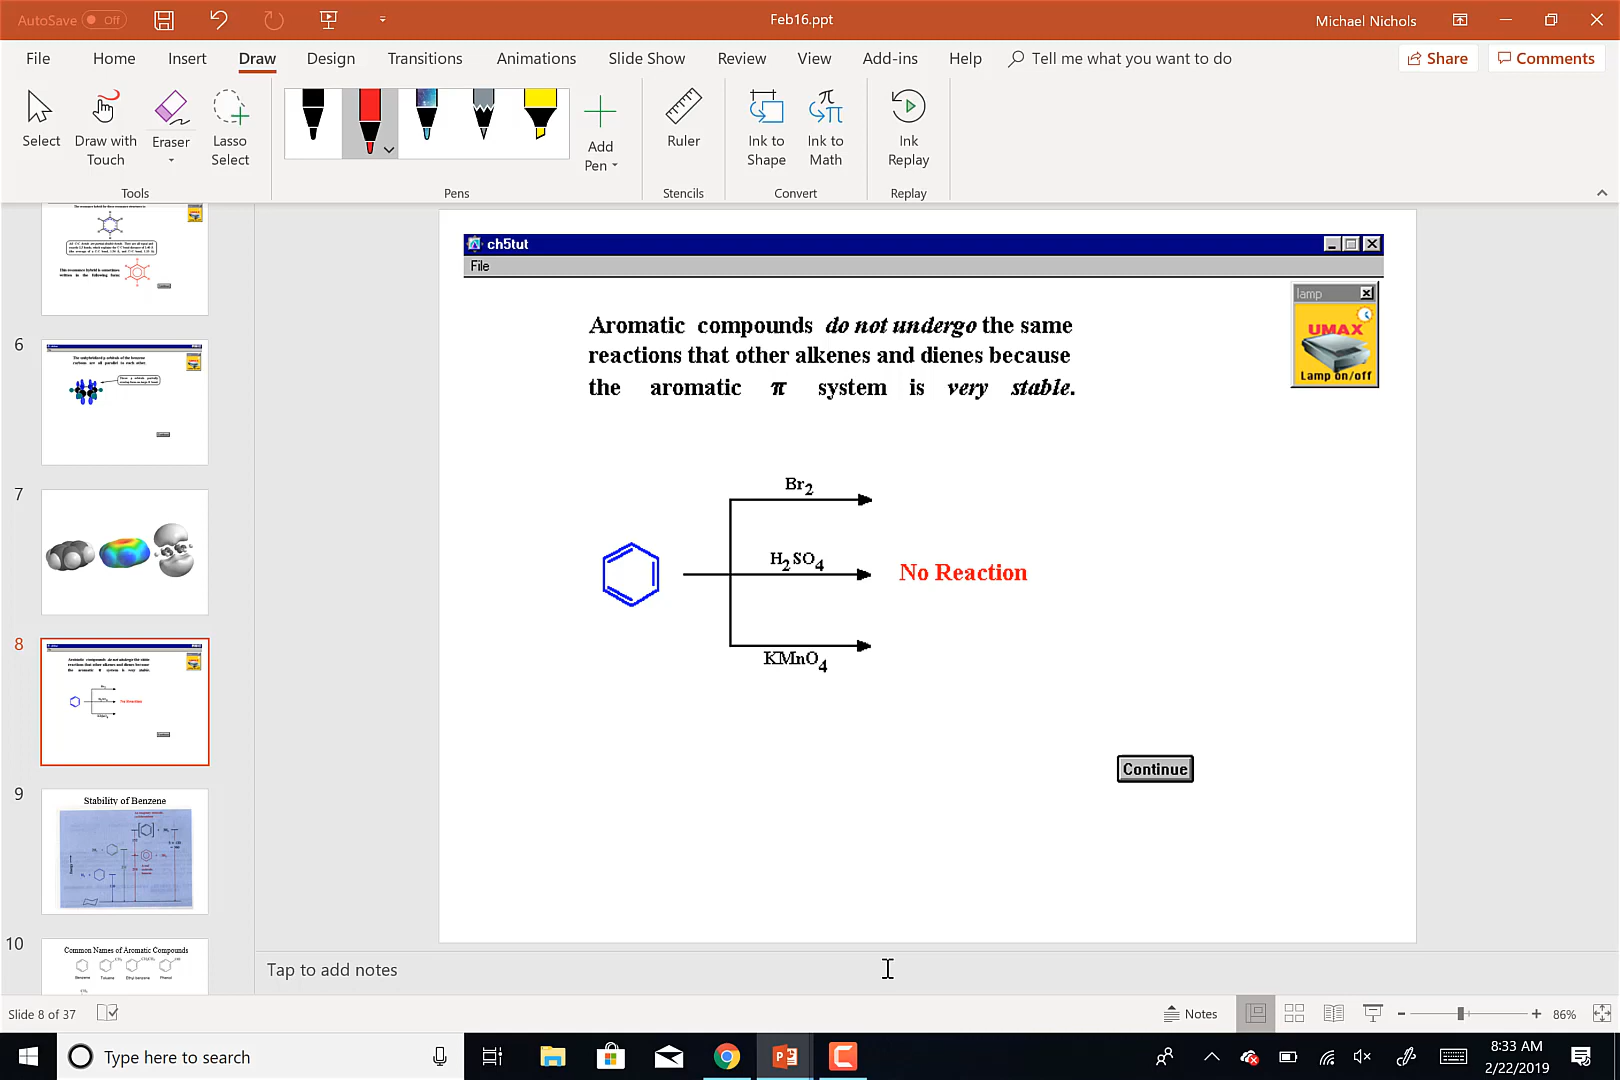 AutoSave Off
Feb16.ppt
Michael Nichols
File Home Insert Draw Design Transitions Animations Slide Show Review View Add-ins Help Tell me what you want to do
Share Comments
Select
Draw with Touch
Eraser
Lasso Select
Add Pen
Ruler
Ink to Shape
Ink to Math
Ink Replay
Tools
Pens
Stencils
Convert
Replay
6
7
8
9
Stability of Benzene
10
Common Names of Aromatic Compounds
ch5tut
File
lamp
UMAX
Lamp on/off
Aromatic compounds do not undergo the same
reactions that other alkenes and dienes because
the aromatic π system is very stable.
Br2
H2SO4
No Reaction
KMnO4
Continue
Tap to add notes
Slide 8 of 37
Notes
86%
Type here to search
8:33 AM
2/22/2019